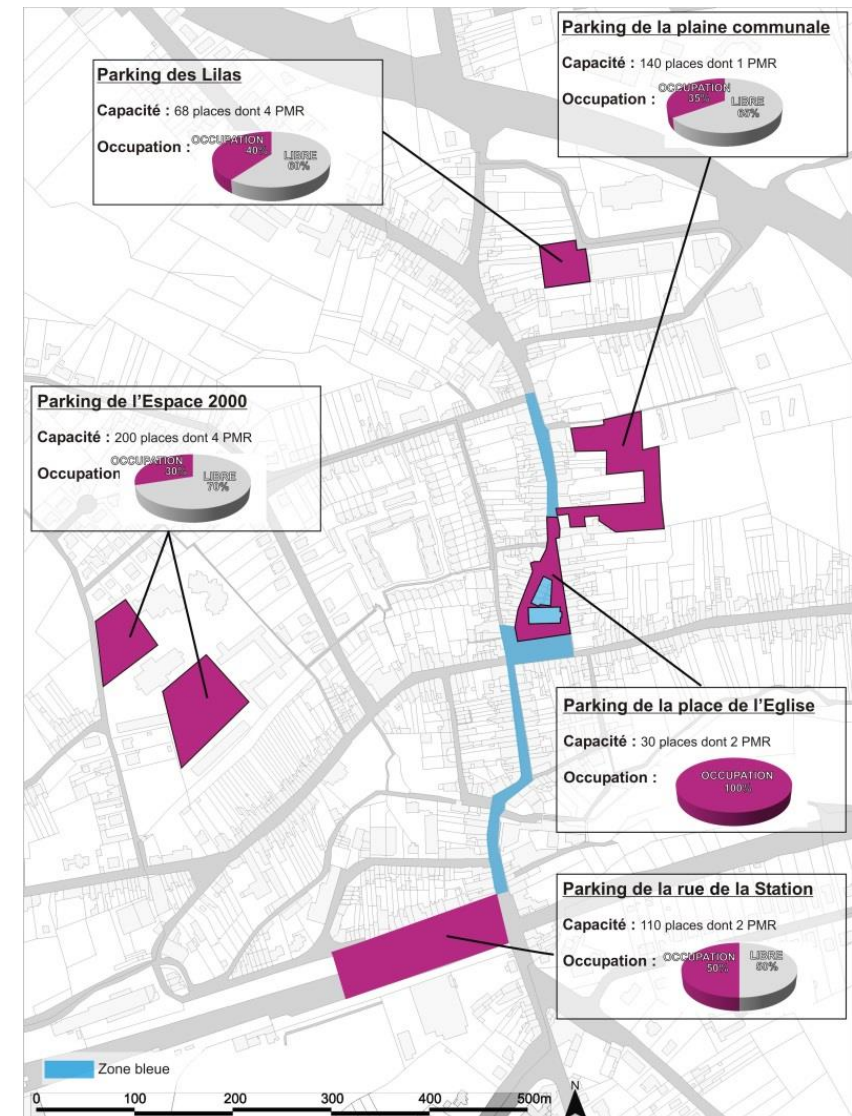 Parking de la plaine communale
Capacité : 140 places dont 1 PMR
Occupation :
OCCUPATION
35%
LIBRE
65%
Parking des Lilas
Capacité : 68 places dont 4 PMR
Occupation :
OCCUPATION
40%
LIBRE
60%
Parking de l'Espace 2000
Capacité : 200 places dont 4 PMR
Occupation
OCCUPATION
30%
LIBRE
70%
Parking de la place de l'Eglise
Capacité : 30 places dont 2 PMR
Occupation :
OCCUPATION
100%
Parking de la rue de la Station
Capacité : 110 places dont 2 PMR
Occupation :
OCCUPATION
50%
LIBRE
50%
Zone bleue
0 100 200 300 400 500m
N